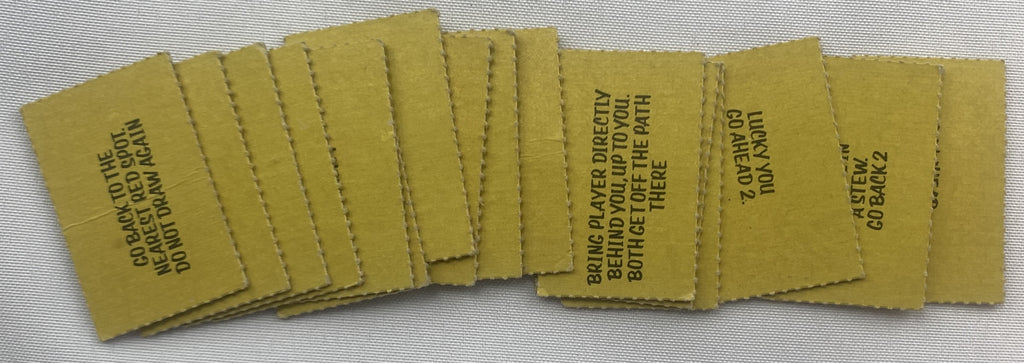 GO BACK TO THE
NEAREST RED SPOT.
DO NOT DRAW AGAIN
BRING PLAYER DIRECTLY
BEHIND YOU, UP TO YOU.
BOTH GET OFF THE PATH
THERE
LUCKY YOU
GO AHEAD 2.
A STEW.
GO BACK 2